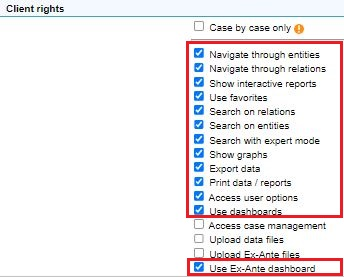 Client rights
Case by case only
Navigate through entities
Navigate through relations
Show interactive reports
Use favorites
Search on relations
Search on entities
Search with expert mode
Show graphs
Export data
Print data / reports
Access user options
Use dashboards
Access case management
Upload data files
Upload Ex-Ante files
Use Ex-Ante dashboard